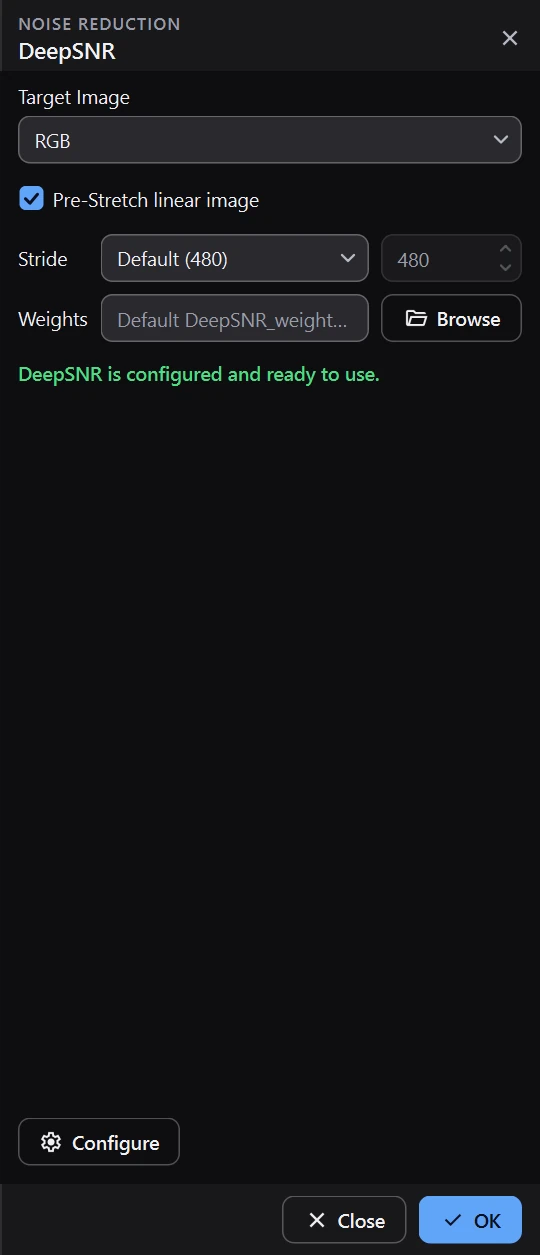 NOISE REDUCTION
DeepSNR
Target Image
RGB
Pre-Stretch linear image
Stride
Default (480)
480
Weights
Default DeepSNR_weight...
Browse
DeepSNR is configured and ready to use.
Configure
Close
OK